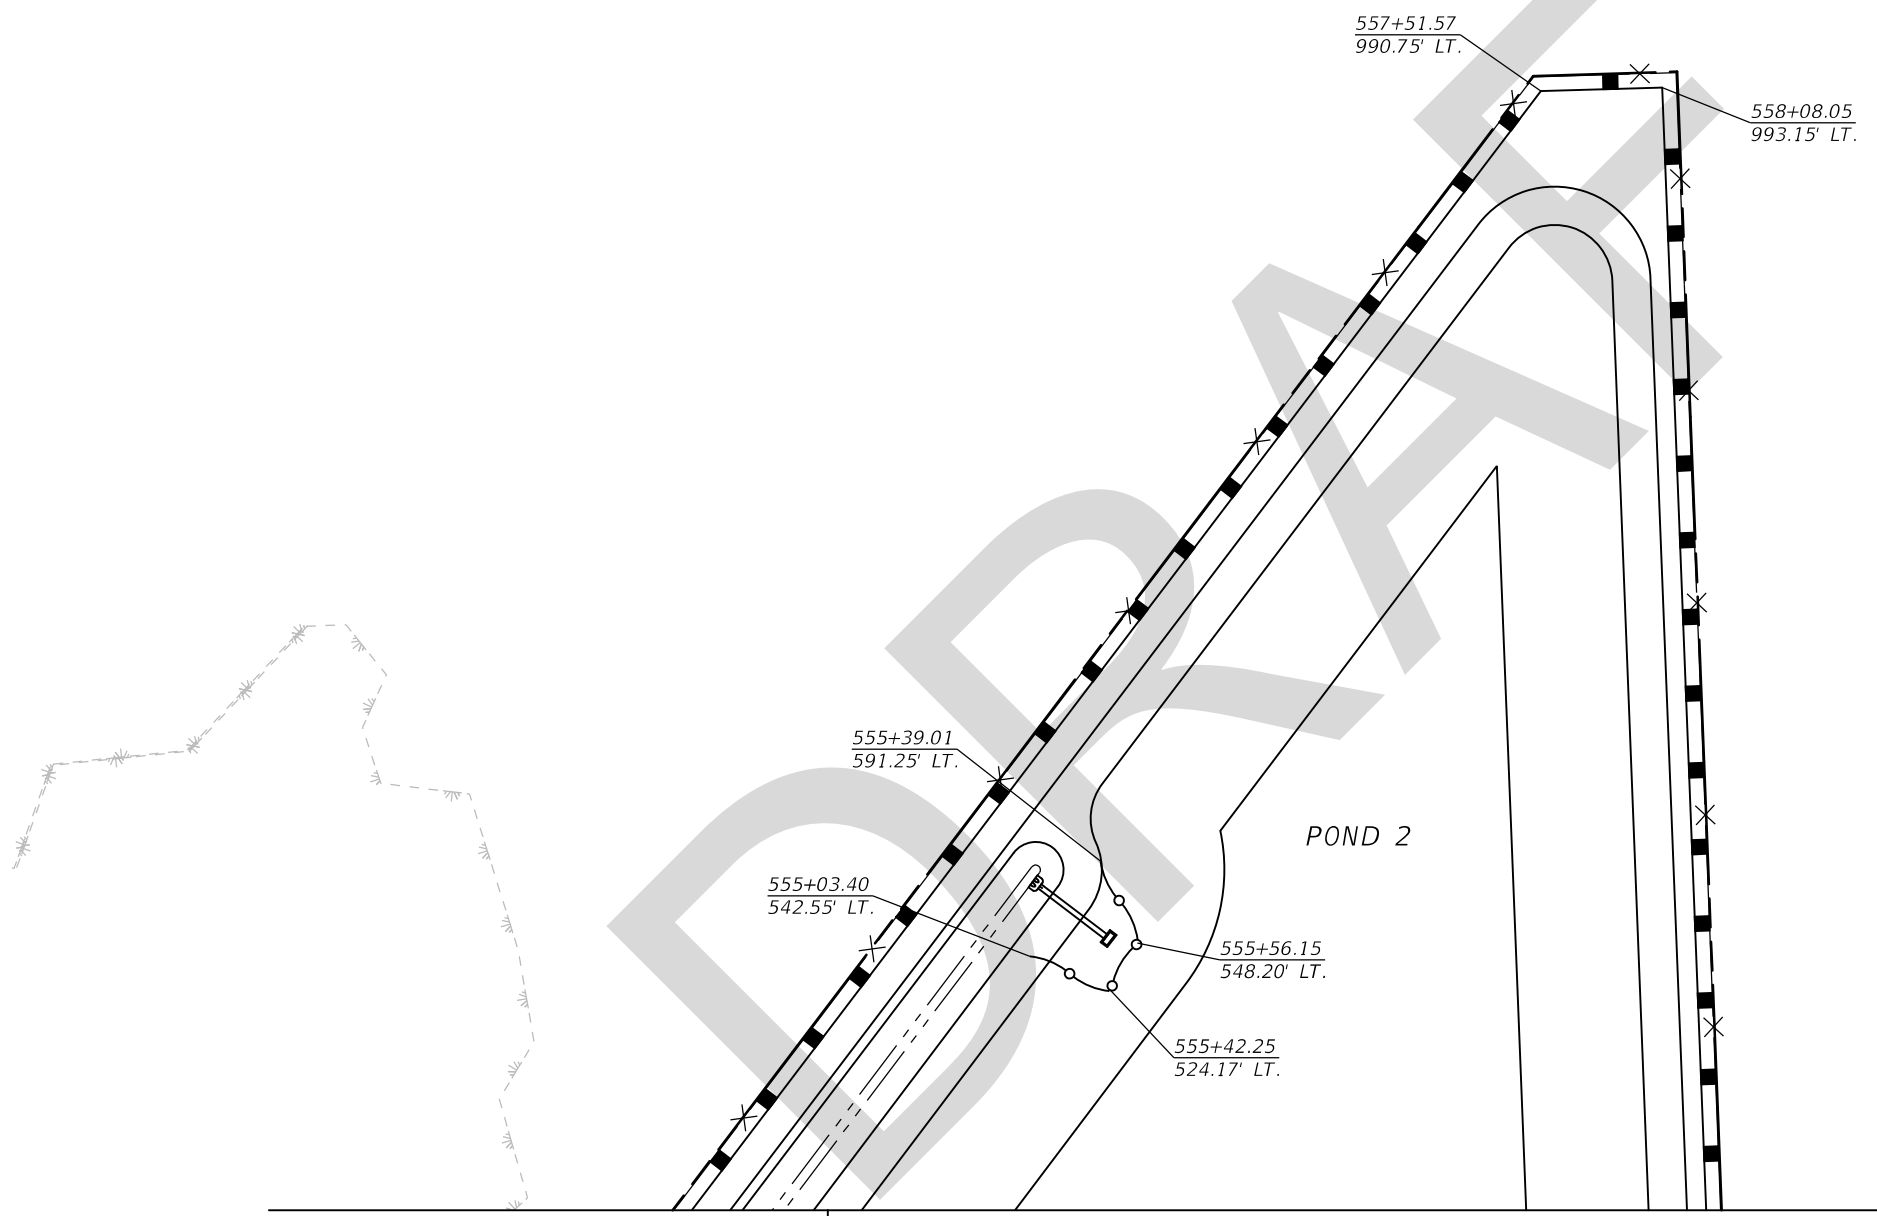 557+51.57
990.75' LT.
558+08.05
993.15' LT.
555+39.01
591.25' LT.
POND 2
555+03.40
542.55' LT.
555+56.15
548.20' LT.
555+42.25
524.17' LT.
DRAF